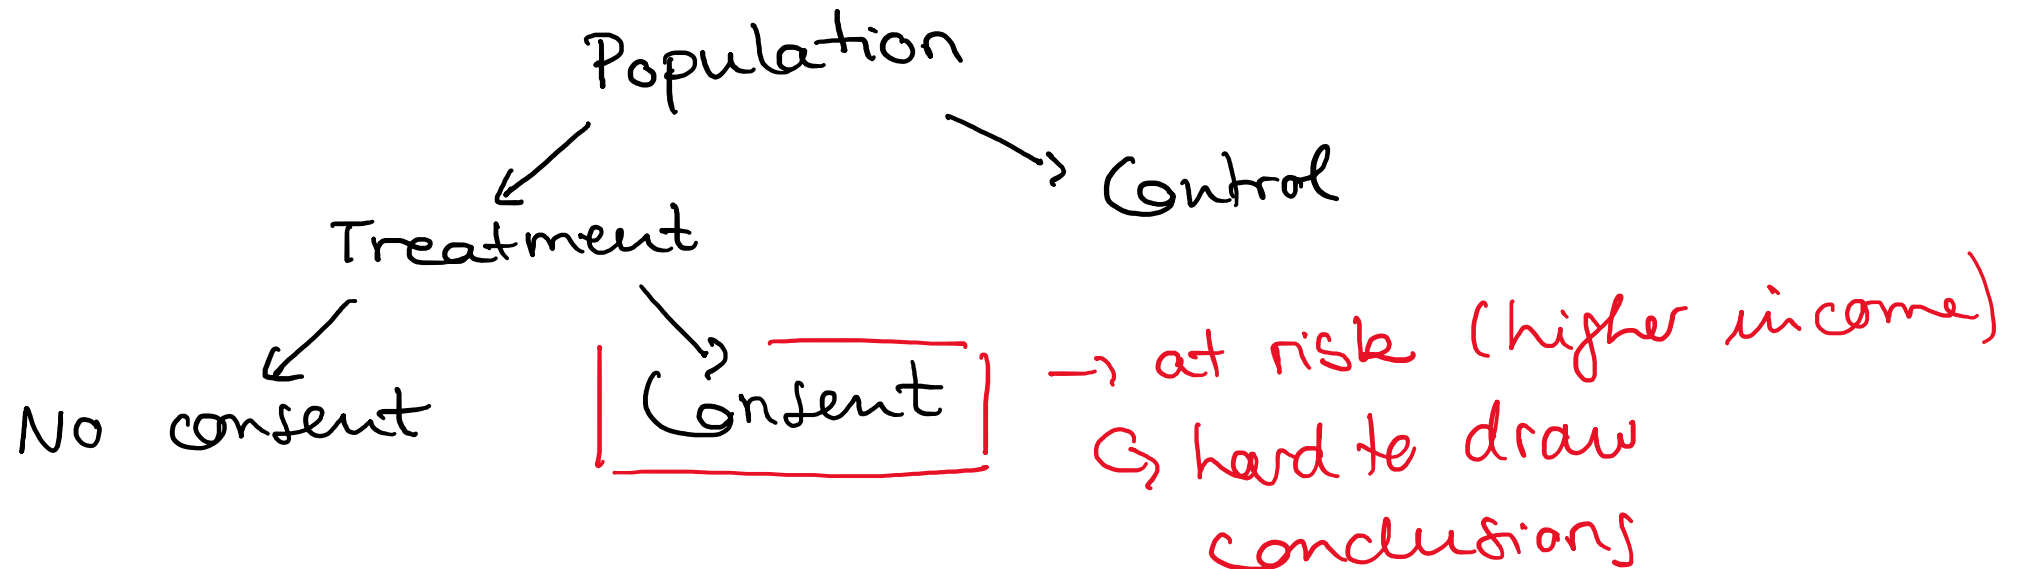 Population
Control
Treatment
No consent
Consent
→ at risk (higher income)
↳ hard to draw
conclusions